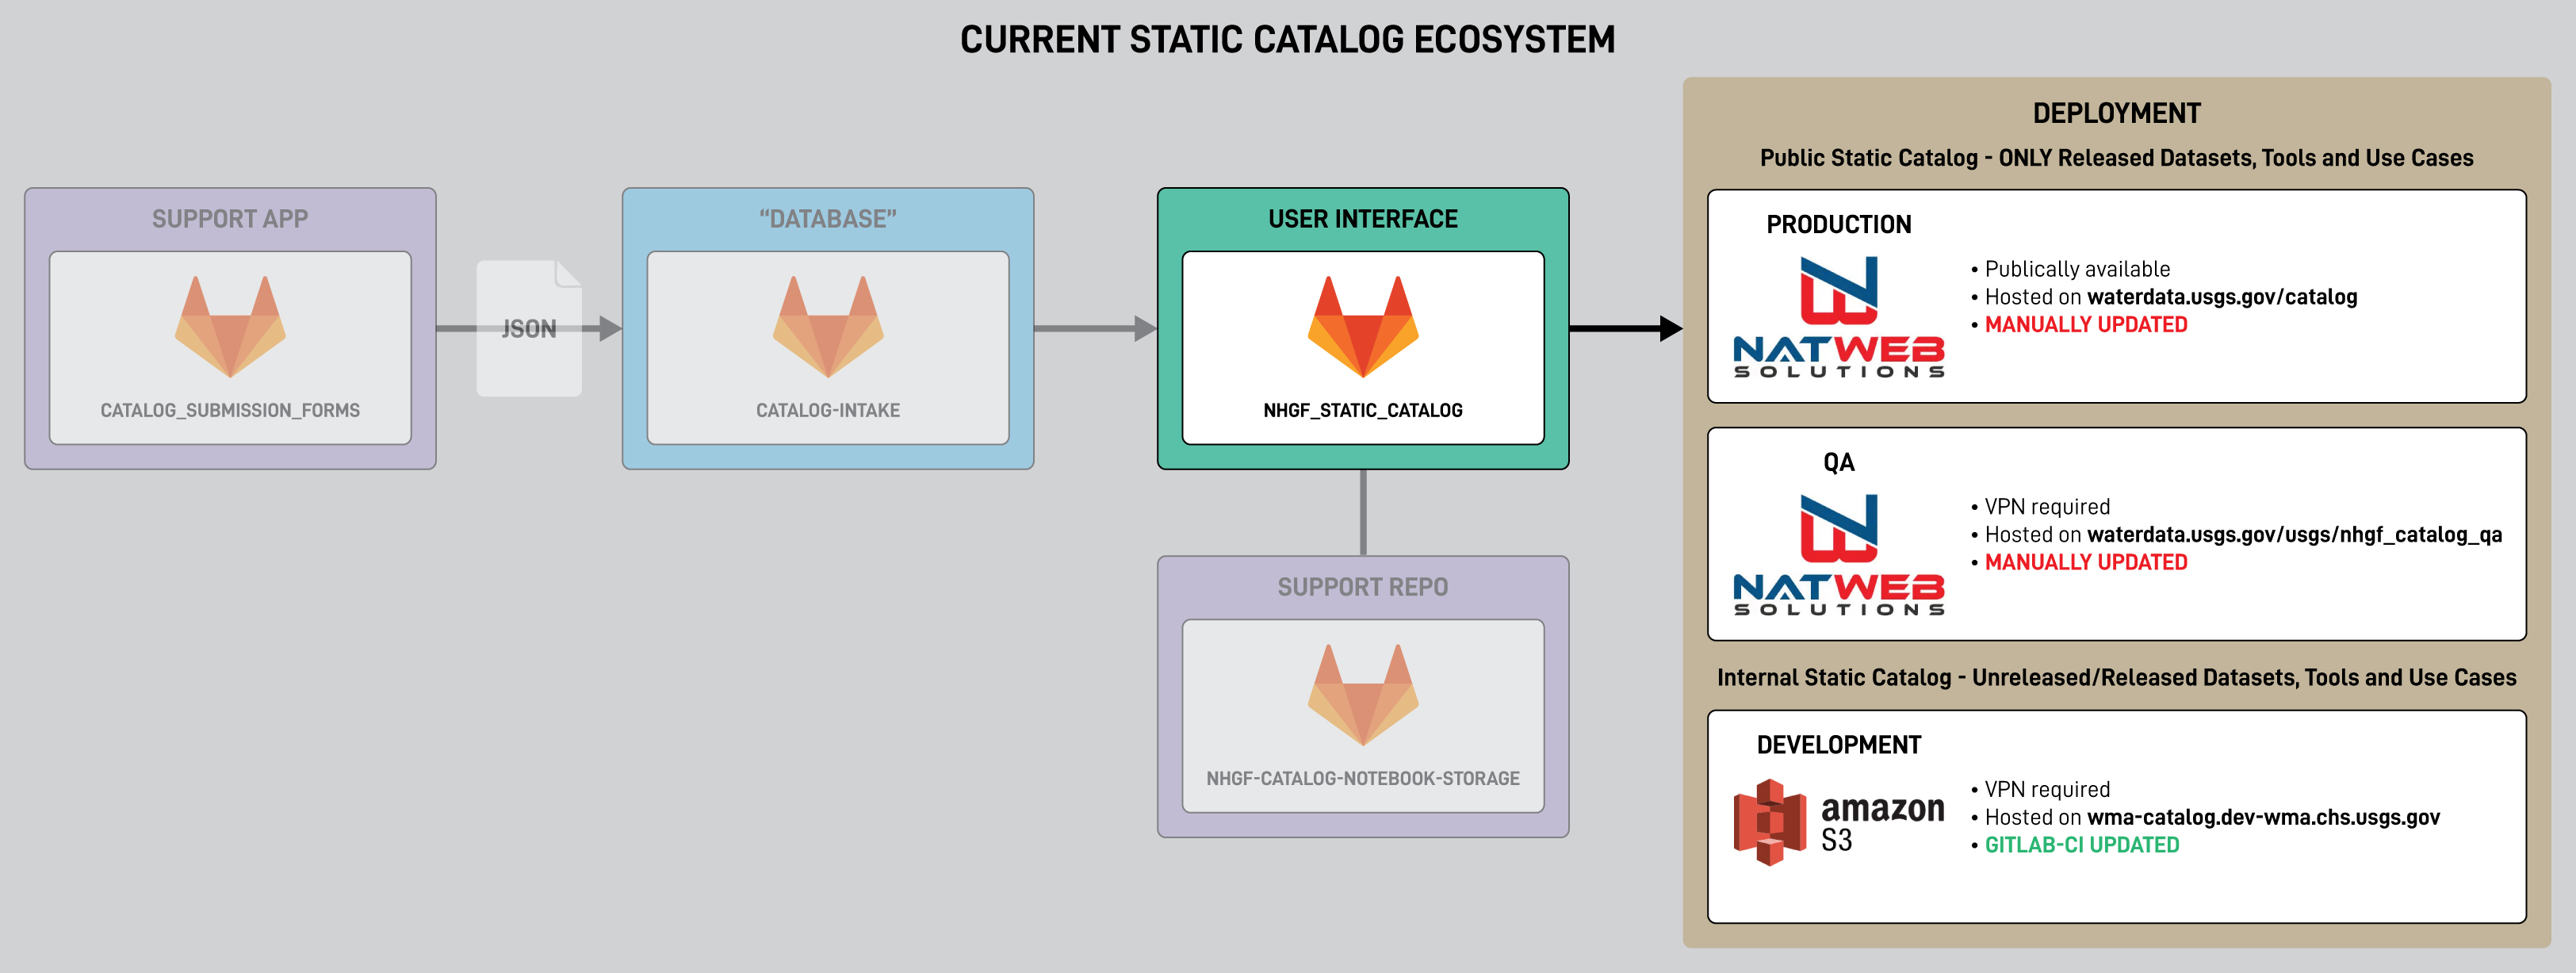 CURRENT STATIC CATALOG ECOSYSTEM
SUPPORT APP
CATALOG_SUBMISSION_FORMS
JSON
“DATABASE”
CATALOG-INTAKE
USER INTERFACE
NHGF_STATIC_CATALOG
SUPPORT REPO
NHGF-CATALOG-NOTEBOOK-STORAGE
DEPLOYMENT
Public Static Catalog - ONLY Released Datasets, Tools and Use Cases
PRODUCTION
NATWEB
SOLUTIONS
• Publically available
• Hosted on waterdata.usgs.gov/catalog
• MANUALLY UPDATED
QA
NATWEB
SOLUTIONS
• VPN required
• Hosted on waterdata.usgs.gov/usgs/nhgf_catalog_qa
• MANUALLY UPDATED
Internal Static Catalog - Unreleased/Released Datasets, Tools and Use Cases
DEVELOPMENT
amazon
S3
• VPN required
• Hosted on wma-catalog.dev-wma.chs.usgs.gov
• GITLAB-CI UPDATED